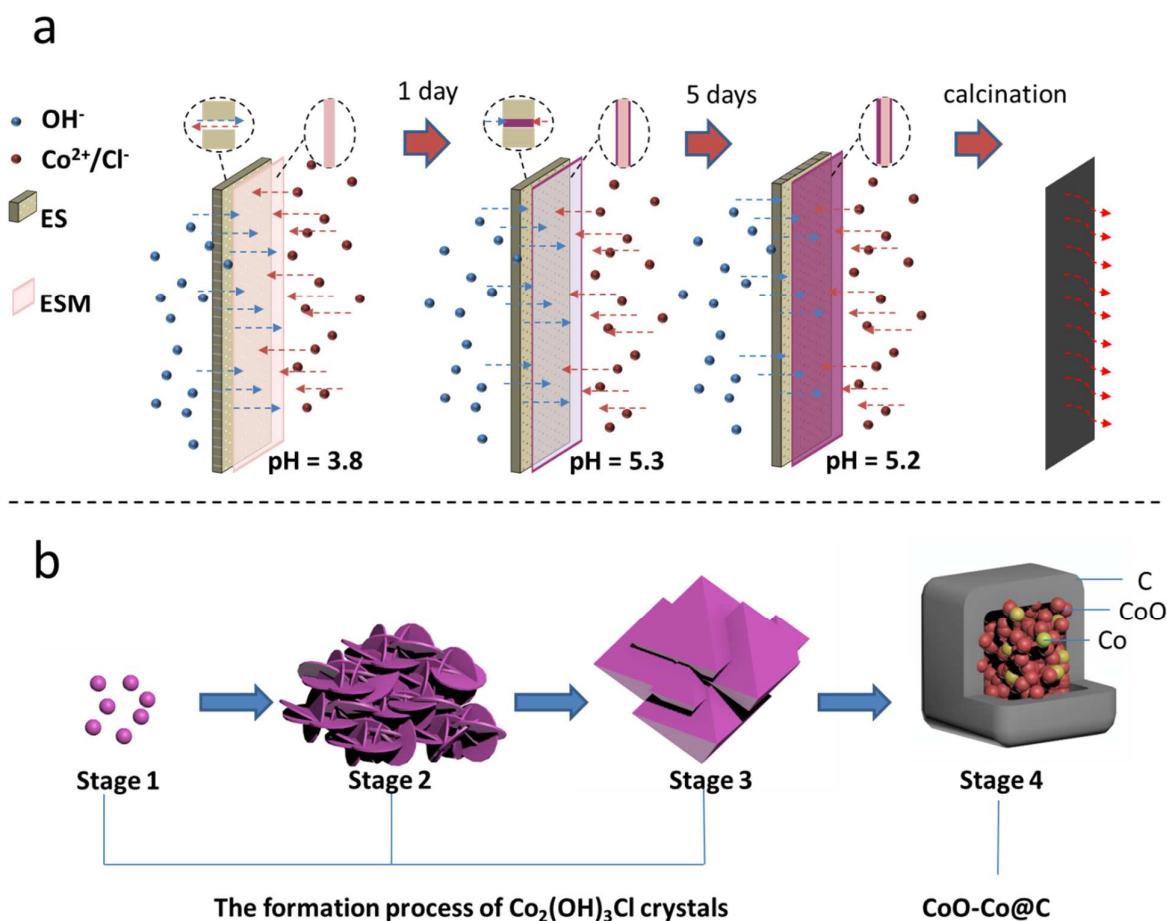 a
OH⁻
Co²⁺/Cl⁻
ES
ESM
1 day
5 days
calcination
pH = 3.8
pH = 5.3
pH = 5.2
b
C
CoO
Co
Stage 1
Stage 2
Stage 3
Stage 4
The formation process of Co₂(OH)₃Cl crystals
CoO-Co@C